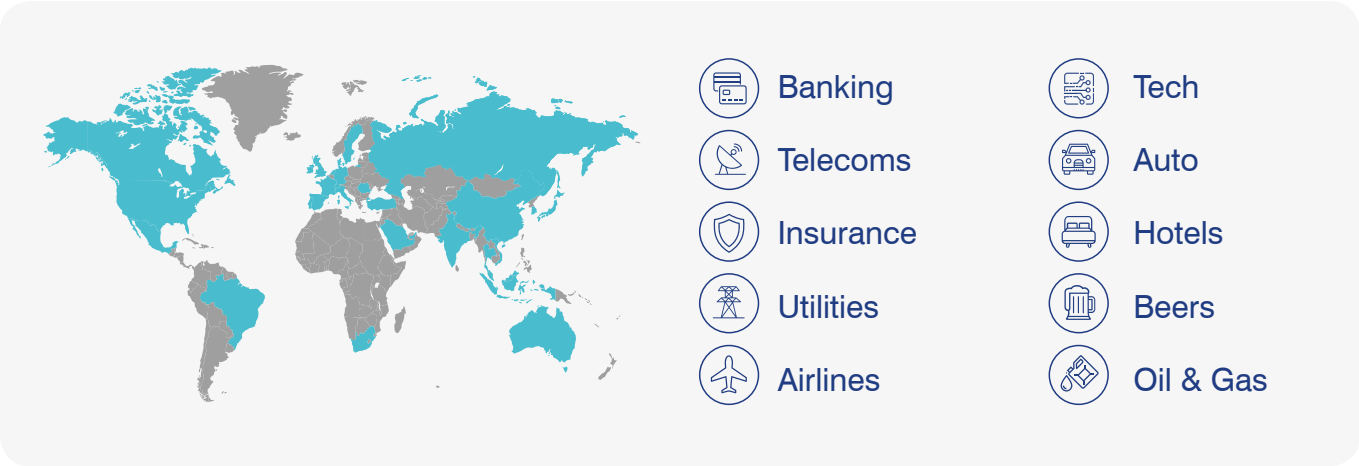 Banking
Telecoms
Insurance
Utilities
Airlines
Tech
Auto
Hotels
Beers
Oil & Gas